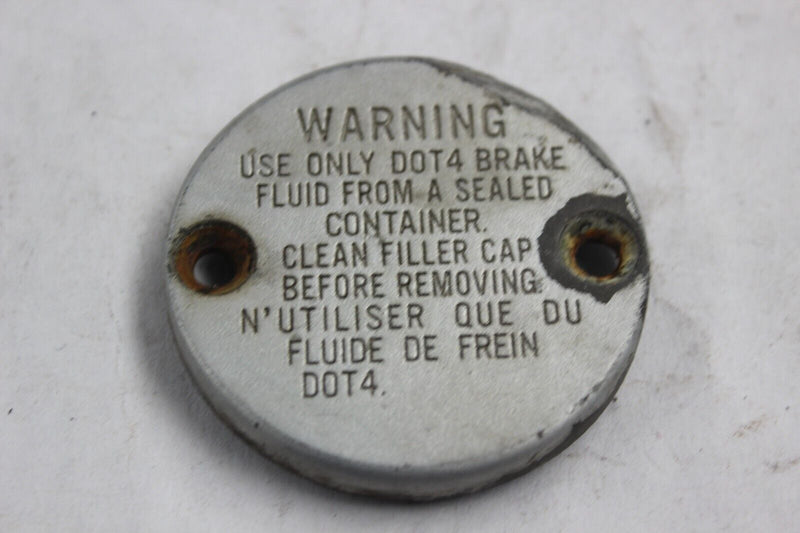 WARNING
USE ONLY DOT4 BRAKE
FLUID FROM A SEALED
CONTAINER.
CLEAN FILLER CAP
BEFORE REMOVING.
N'UTILISER QUE DU
FLUIDE DE FREIN
DOT4.